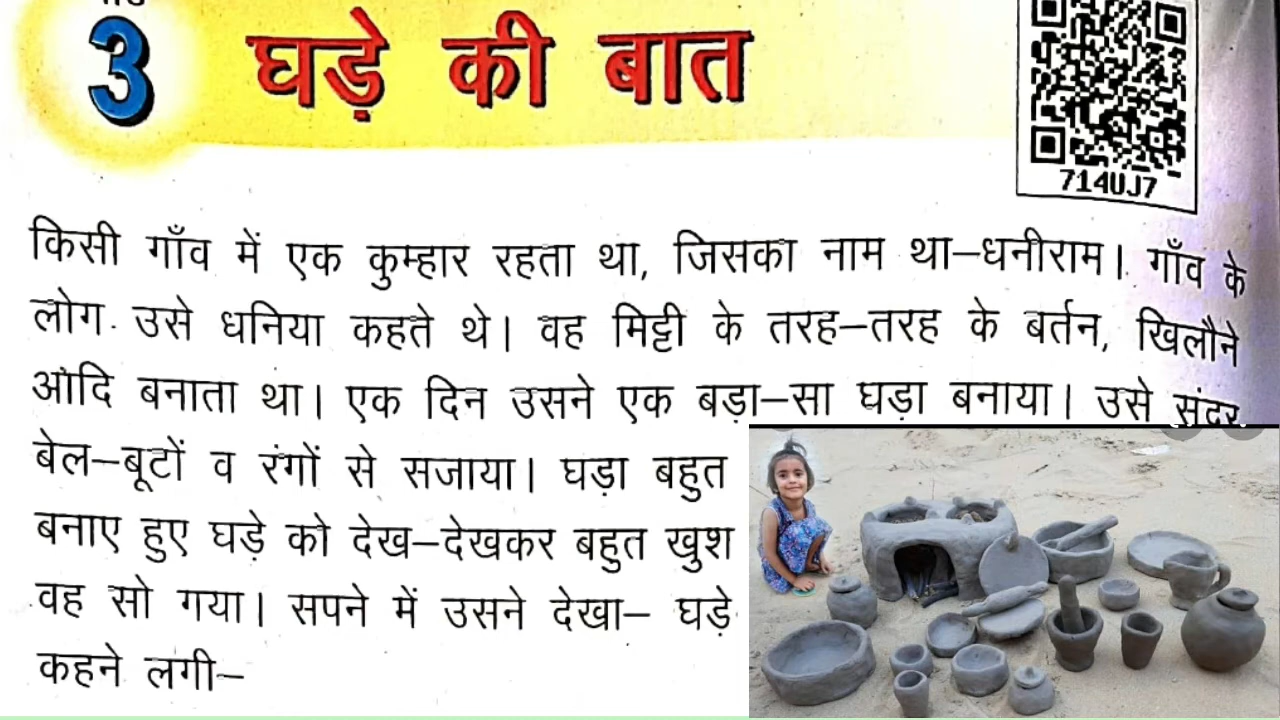 3 घड़े की बात
714UJ7
किसी गाँव में एक कुम्हार रहता था, जिसका नाम था–धनीराम। गाँव के
लोग उसे धनिया कहते थे। वह मिट्टी के तरह–तरह के बर्तन, खिलौने
आदि बनाता था। एक दिन उसने एक बड़ा–सा घड़ा बनाया। उसे सुंदर
बेल–बूटों व रंगों से सजाया। घड़ा बहुत
बनाए हुए घड़े को देख–देखकर बहुत खुश
वह सो गया। सपने में उसने देखा– घड़े
कहने लगी–